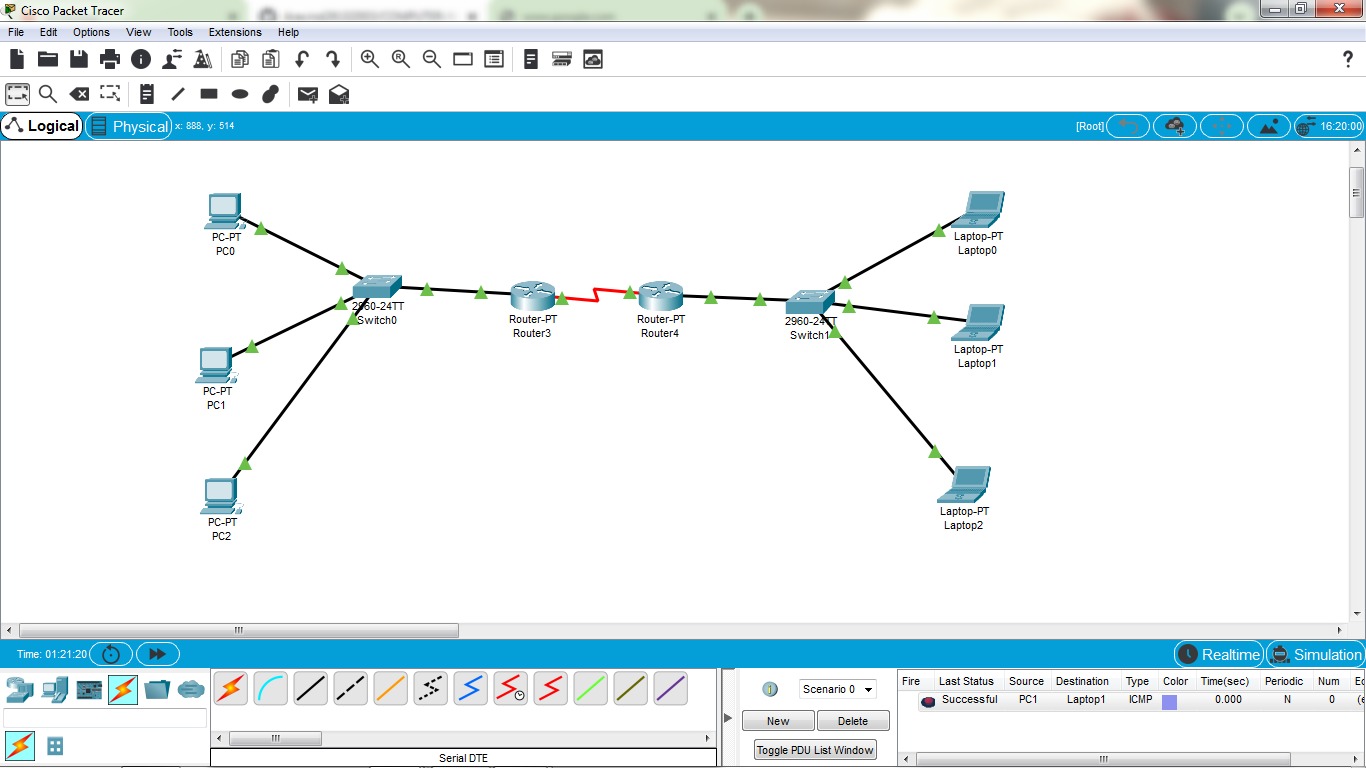 Cisco Packet Tracer
File Edit Options View Tools Extensions Help
?
Logical Physical x: 888, y: 514 [Root] 16:20:00
PC-PT
PC0
Laptop-PT
Laptop0
2960-24TT
Switch0
Router-PT
Router3
Router-PT
Router4
2960-24TT
Switch1
Laptop-PT
Laptop1
PC-PT
PC1
PC-PT
PC2
Laptop-PT
Laptop2
Time: 01:21:20 Realtime Simulation
Scenario 0
New Delete
Toggle PDU List Window
Fire Last Status Source Destination Type Color Time(sec) Periodic Num
Successful PC1 Laptop1 ICMP 0.000 N 0
Serial DTE